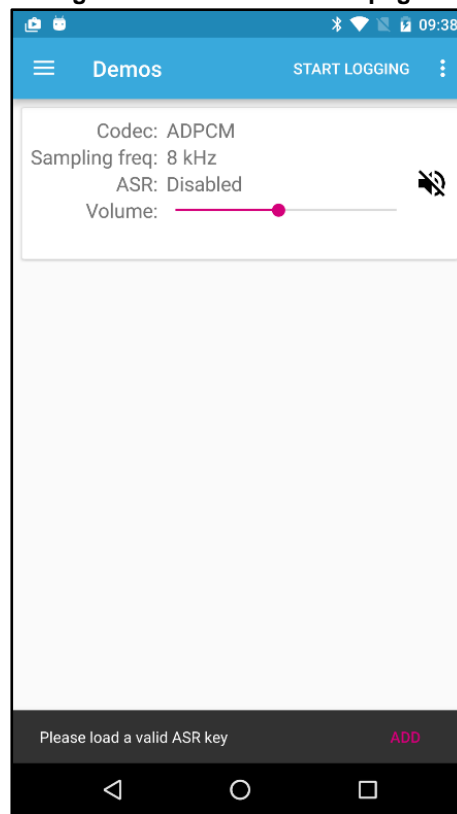 09:38
Demos START LOGGING
Codec: ADPCM
Sampling freq: 8 kHz
ASR: Disabled
Volume:
Please load a valid ASR key ADD